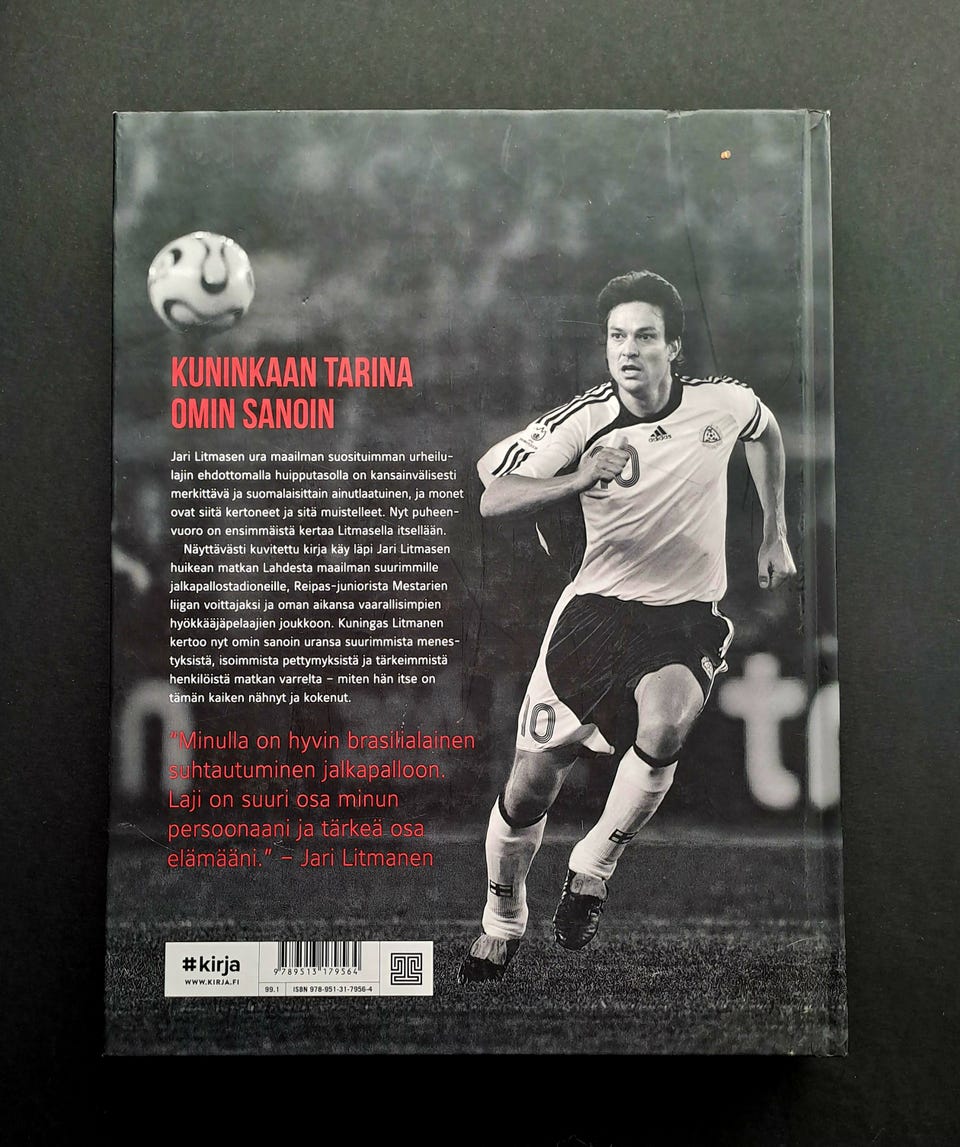 KUNINKAAN TARINA
OMIN SANOIN
Jari Litmasen ura maailman suosituimman urheilu-
lajin ehdottomalla huipputasolla on kansainvälisesti
merkittävä ja suomalaisittain ainutlaatuinen, ja monet
ovat siitä kertoneet ja sitä muistelleet. Nyt puheen-
vuoro on ensimmäistä kertaa Litmasella itsellään.
Näyttävästi kuvitettu kirja käy läpi Jari Litmasen
huikean matkan Lahdesta maailman suurimmille
jalkapallostadioneille, Reipas-juniorista Mestarien
liigan voittajaksi ja oman aikansa vaarallisimpien
hyökkääjäpelaajien joukkoon. Kuningas Litmanen
kertoo nyt omin sanoin uransa suurimmista menes-
tyksistä, isoimmista pettymyksistä ja tärkeimmistä
henkilöistä matkan varrelta – miten hän itse on
tämän kaiken nähnyt ja kokenut.
"Minulla on hyvin brasilialainen
suhtautuminen jalkapalloon.
Laji on suuri osa minun
persoonaani ja tärkeä osa
elämääni." – Jari Litmanen
adidas
10
10
#kirja
WWW.KIRJA.FI
9789513179564
99.1
ISBN 978-951-31-7956-4